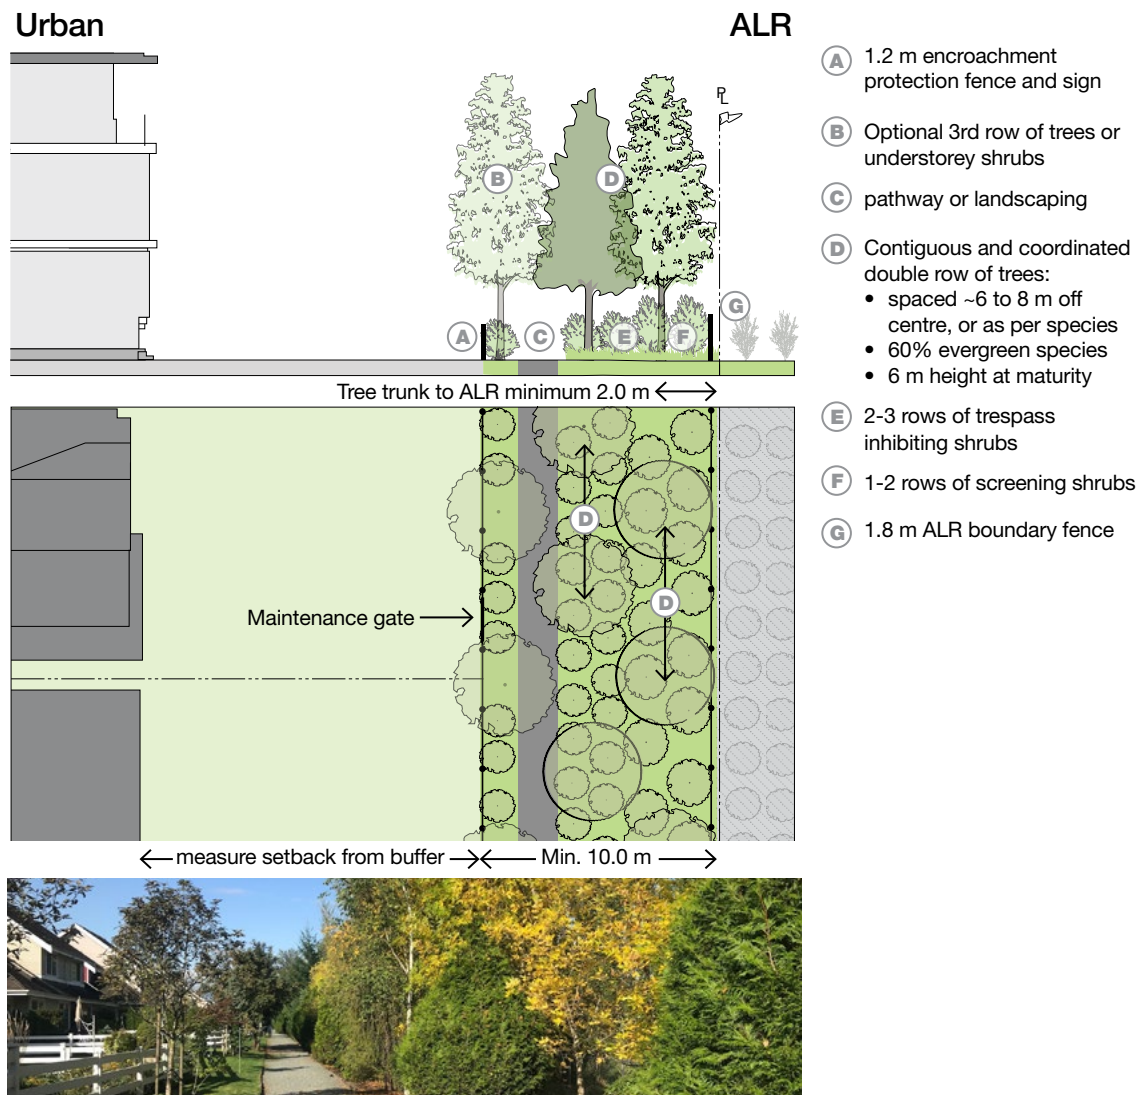 Urban
ALR
PL
B
D
A
C
E
F
G
Tree trunk to ALR minimum 2.0 m
D
D
Maintenance gate
measure setback from buffer
Min. 10.0 m
A 1.2 m encroachment
protection fence and sign
B Optional 3rd row of trees or
understorey shrubs
C pathway or landscaping
D Contiguous and coordinated
double row of trees:
• spaced ~6 to 8 m off
centre, or as per species
• 60% evergreen species
• 6 m height at maturity
E 2-3 rows of trespass
inhibiting shrubs
F 1-2 rows of screening shrubs
G 1.8 m ALR boundary fence